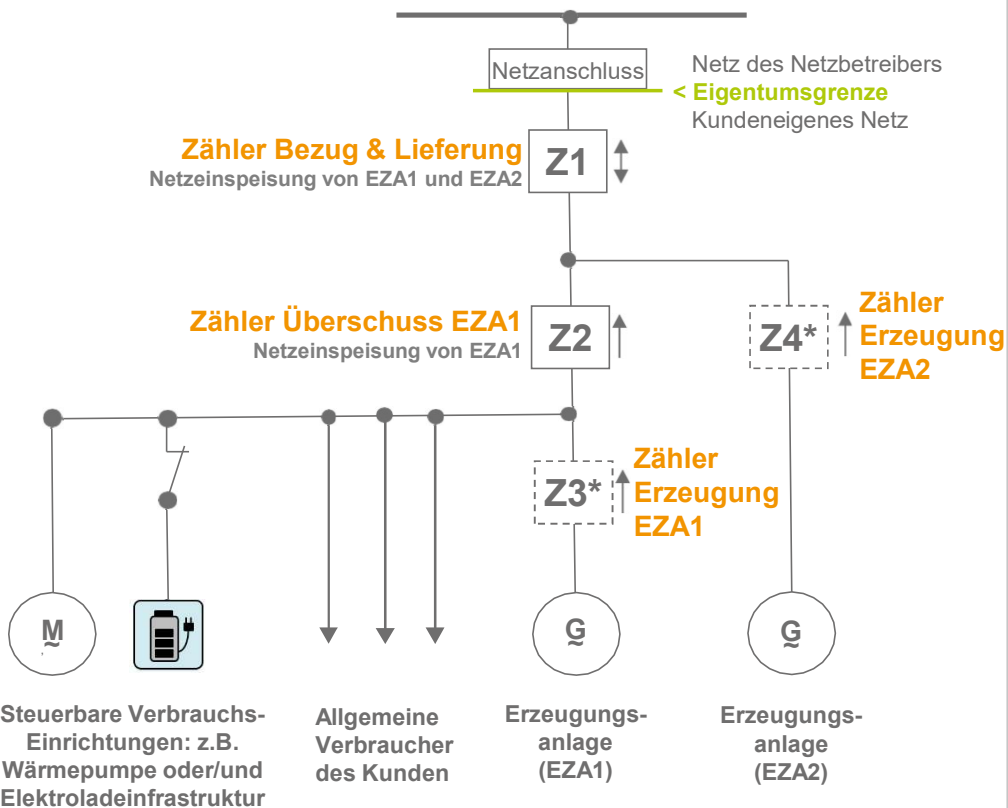 Netzanschluss
Netz des Netzbetreibers
< Eigentumsgrenze
Kundeneigenes Netz
Zähler Bezug & Lieferung
Netzeinspeisung von EZA1 und EZA2
Z1
Zähler Überschuss EZA1
Netzeinspeisung von EZA1
Z2
Z4*
Zähler
Erzeugung
EZA2
Z3*
Zähler
Erzeugung
EZA1
M
~
G
~
G
~
Steuerbare Verbrauchs-
Einrichtungen: z.B.
Wärmepumpe oder/und
Elektroladeinfrastruktur
Allgemeine
Verbraucher
des Kunden
Erzeugungs-
anlage
(EZA1)
Erzeugungs-
anlage
(EZA2)